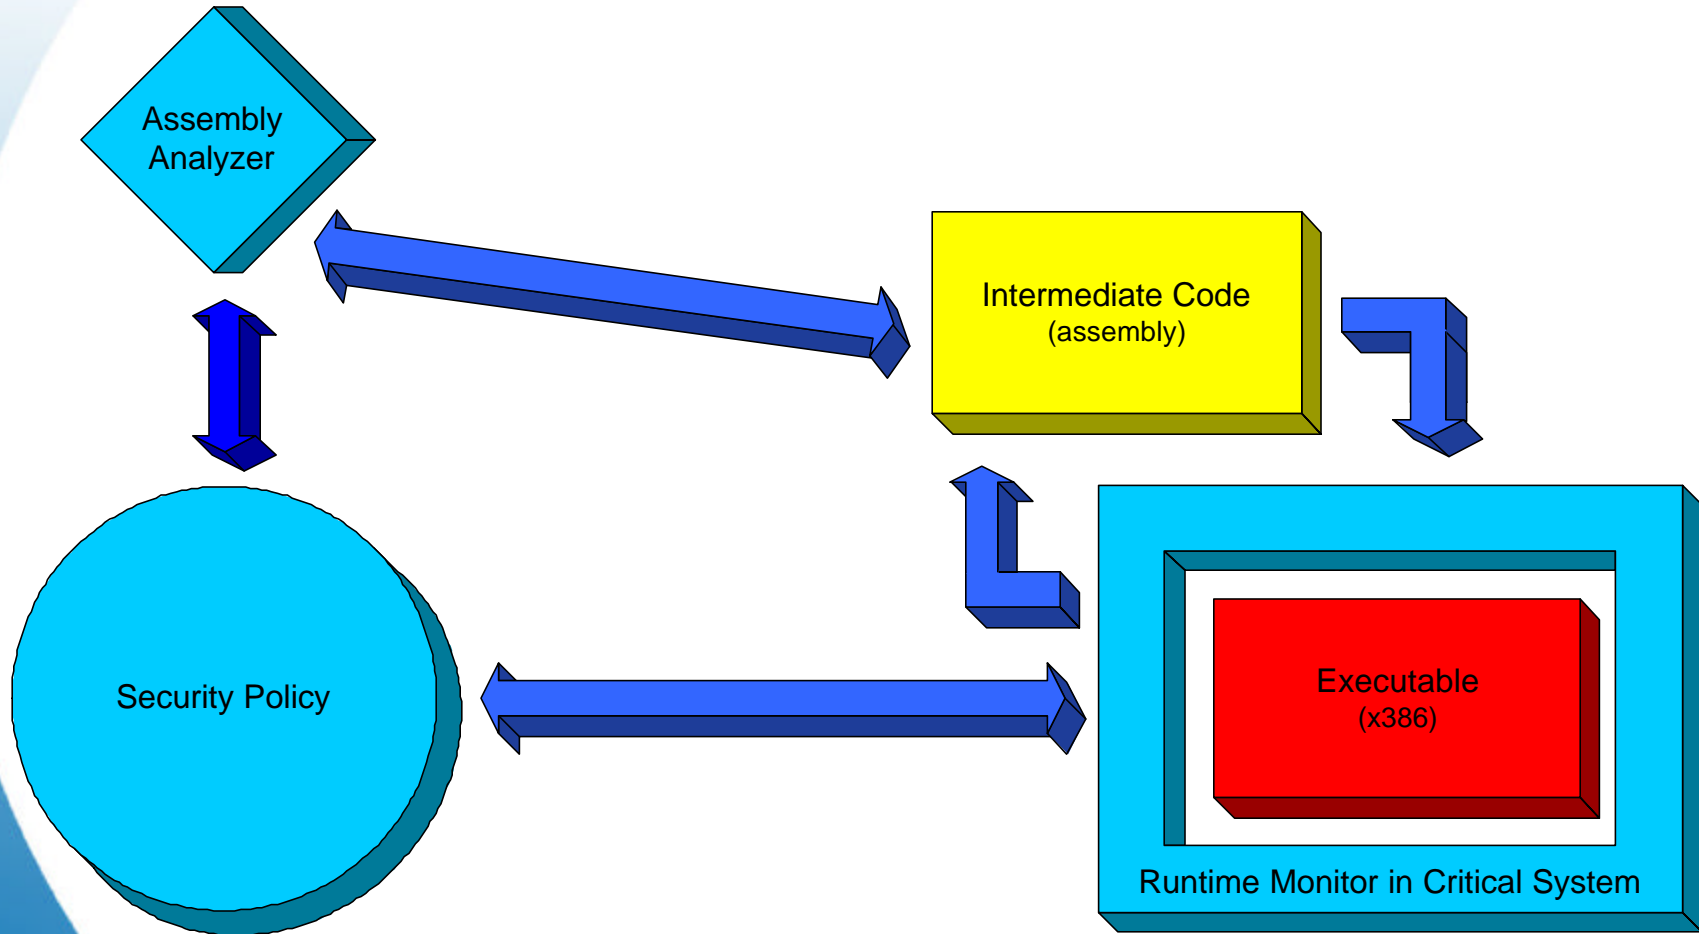 Assembly
Analyzer
Intermediate Code
(assembly)
Security Policy
Executable
(x386)
Runtime Monitor in Critical System